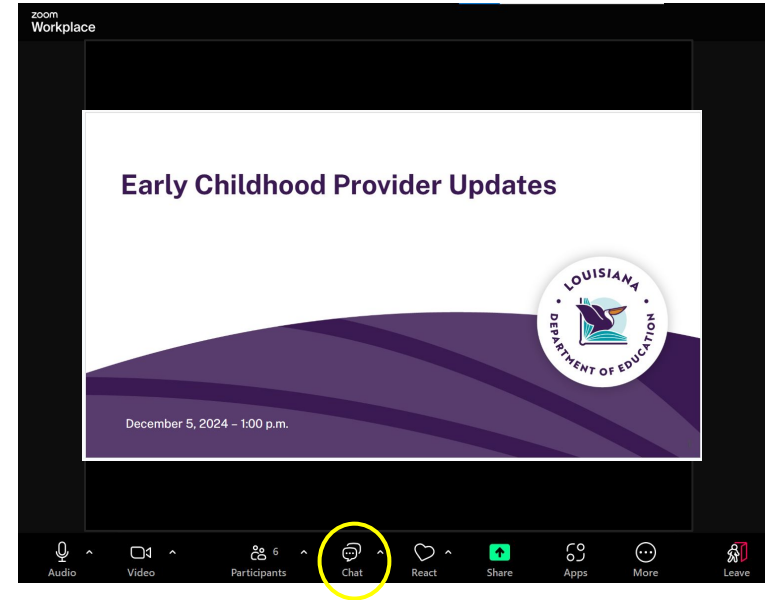 zoom
Workplace
Early Childhood Provider Updates
LOUISIANA
DEPARTMENT OF EDUCATION
December 5, 2024 – 1:00 p.m.
6
Audio
Video
Participants
Chat
React
Share
Apps
More
Leave